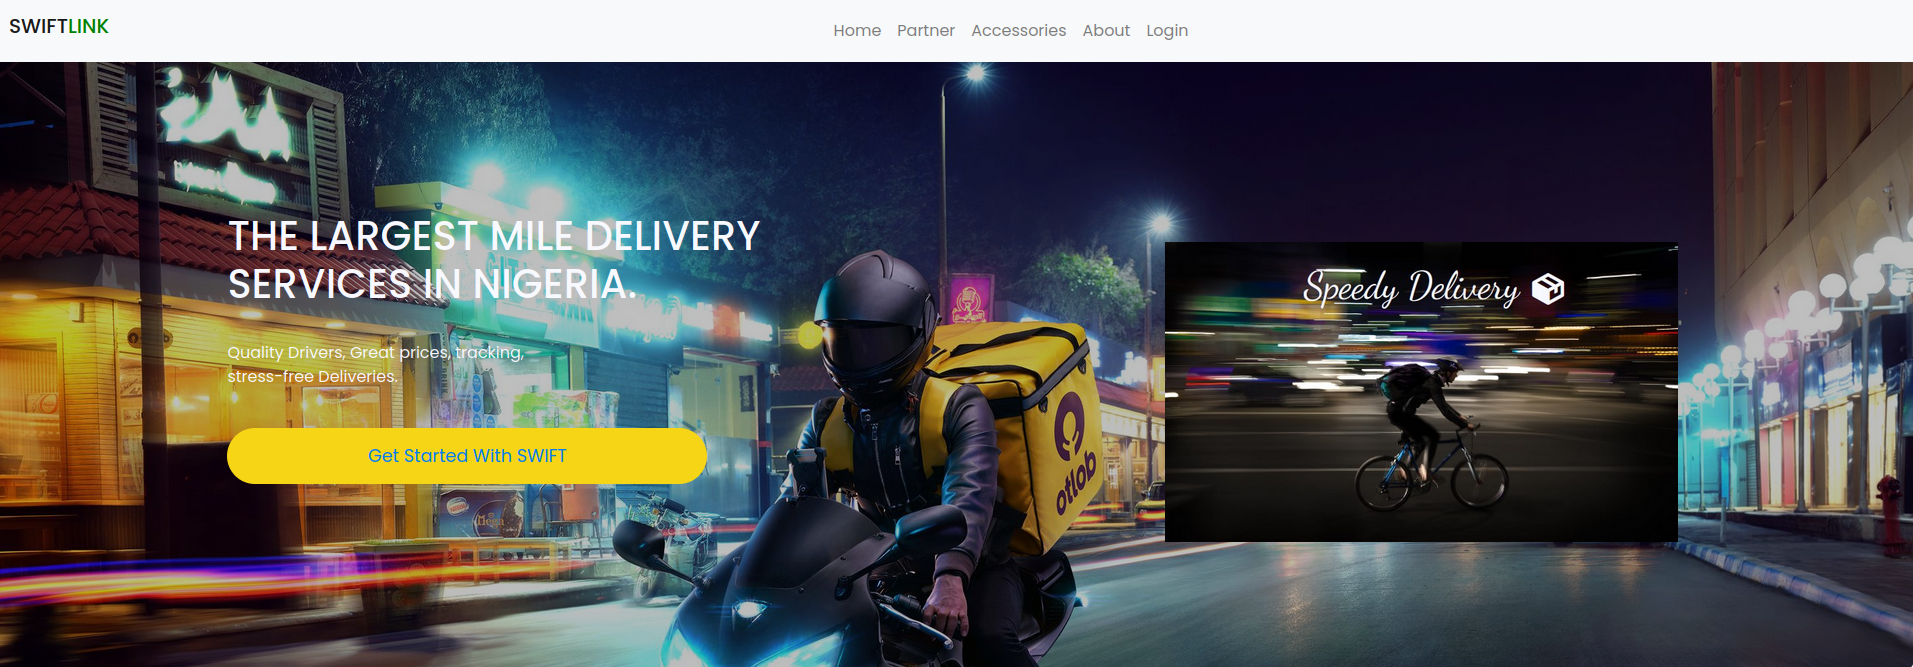 SWIFTLINK
Home Partner Accessories About Login
THE LARGEST MILE DELIVERY
SERVICES IN NIGERIA.
Quality Drivers, Great prices, tracking,
stress-free Deliveries.
Get Started With SWIFT
Speedy Delivery
otlob
Mega